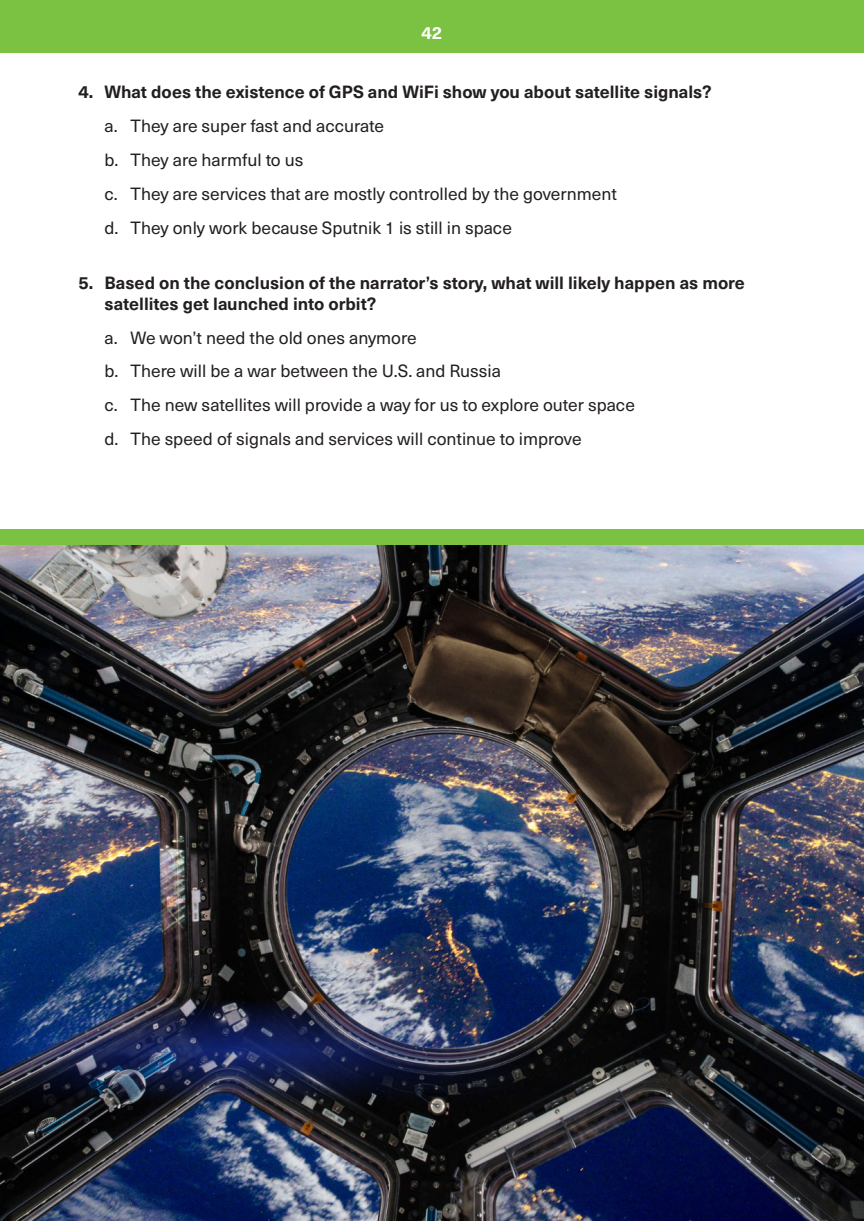 42
4. What does the existence of GPS and WiFi show you about satellite signals?
a. They are super fast and accurate
b. They are harmful to us
c. They are services that are mostly controlled by the government
d. They only work because Sputnik 1 is still in space
5. Based on the conclusion of the narrator’s story, what will likely happen as more
satellites get launched into orbit?
a. We won’t need the old ones anymore
b. There will be a war between the U.S. and Russia
c. The new satellites will provide a way for us to explore outer space
d. The speed of signals and services will continue to improve